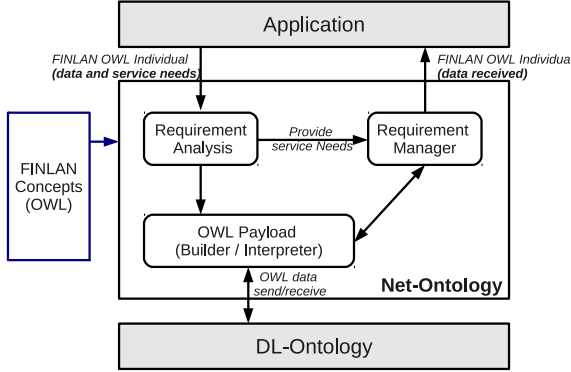 Application
FINLAN OWL Individual
(data and service needs)
FINLAN OWL Individua
(data received)
Requirement
Analysis
Provide
service Needs
Requirement
Manager
FINLAN
Concepts
(OWL)
OWL Payload
(Builder / Interpreter)
OWL data
send/receive
Net-Ontology
DL-Ontology